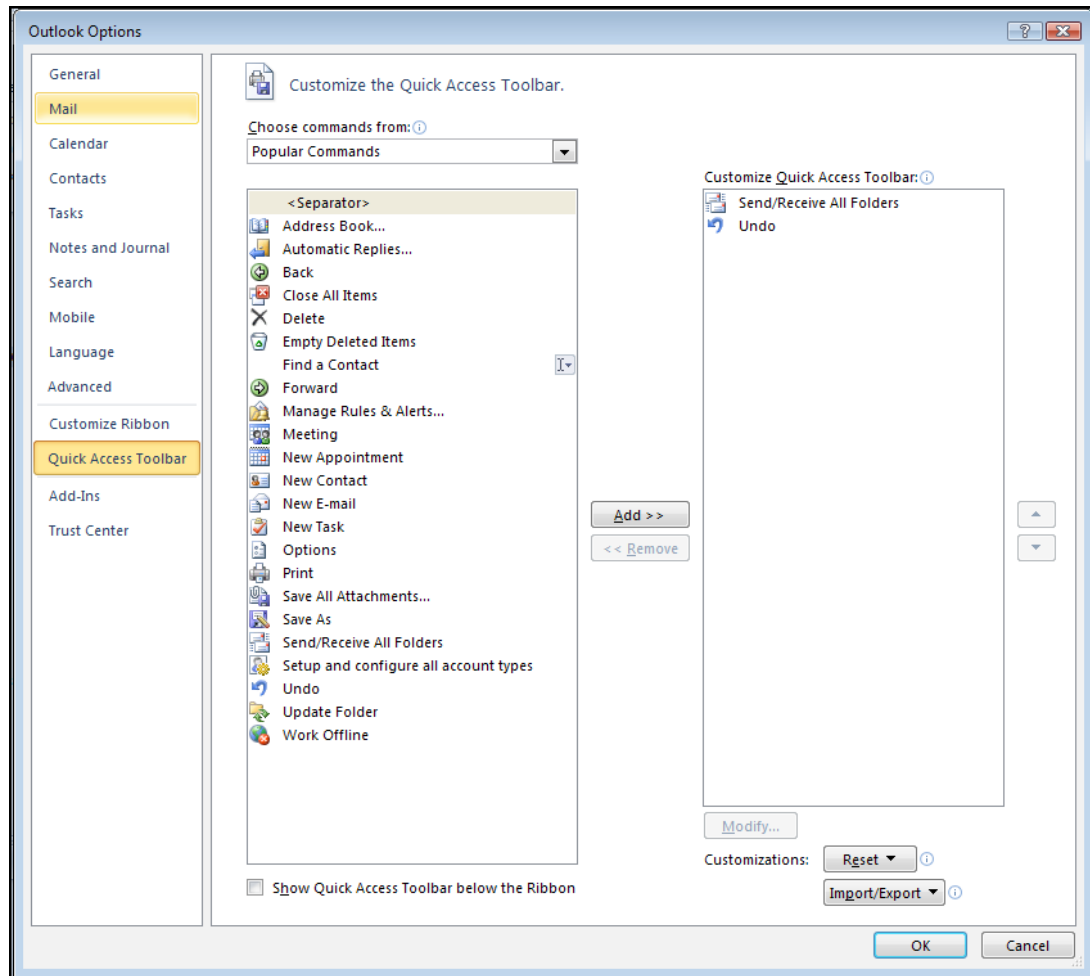 Outlook Options
General
Mail
Calendar
Contacts
Tasks
Notes and Journal
Search
Mobile
Language
Advanced
Customize Ribbon
Quick Access Toolbar
Add-Ins
Trust Center
Customize the Quick Access Toolbar.
Choose commands from:
Popular Commands
<Separator>
Address Book...
Automatic Replies...
Back
Close All Items
Delete
Empty Deleted Items
Find a Contact
Forward
Manage Rules & Alerts...
Meeting
New Appointment
New Contact
New E-mail
New Task
Options
Print
Save All Attachments...
Save As
Send/Receive All Folders
Setup and configure all account types
Undo
Update Folder
Work Offline
Show Quick Access Toolbar below the Ribbon
Add >>
<< Remove
Customize Quick Access Toolbar:
Send/Receive All Folders
Undo
Modify...
Customizations: Reset
Import/Export
OK Cancel